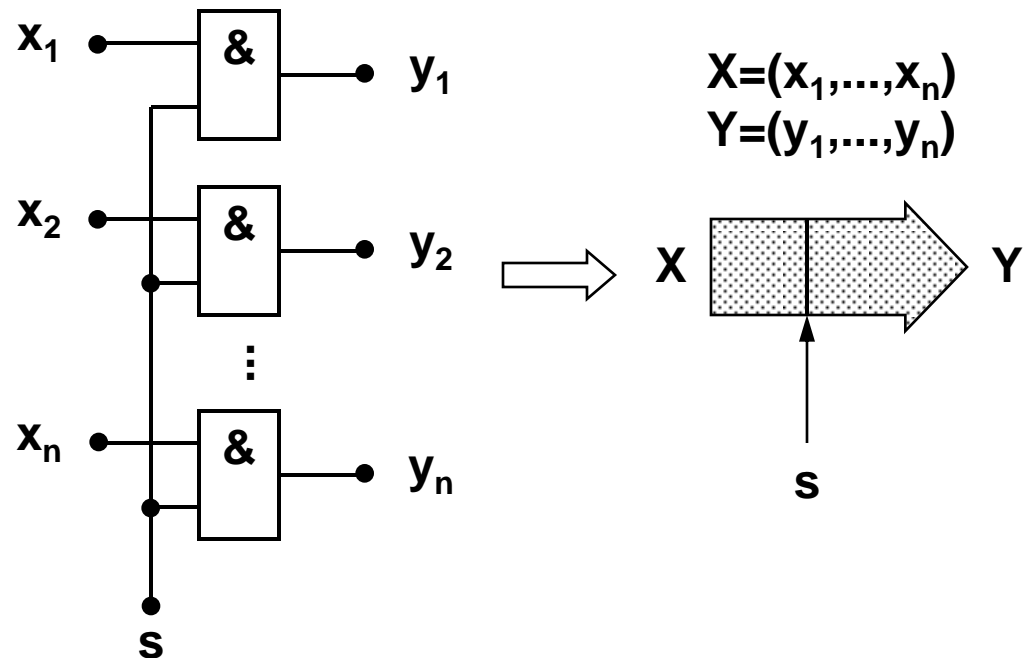 x₁
&
y₁
x₂
&
y₂
⋮
xₙ
&
yₙ
s
X=(x₁,...,xₙ)
Y=(y₁,...,yₙ)
X
Y
s